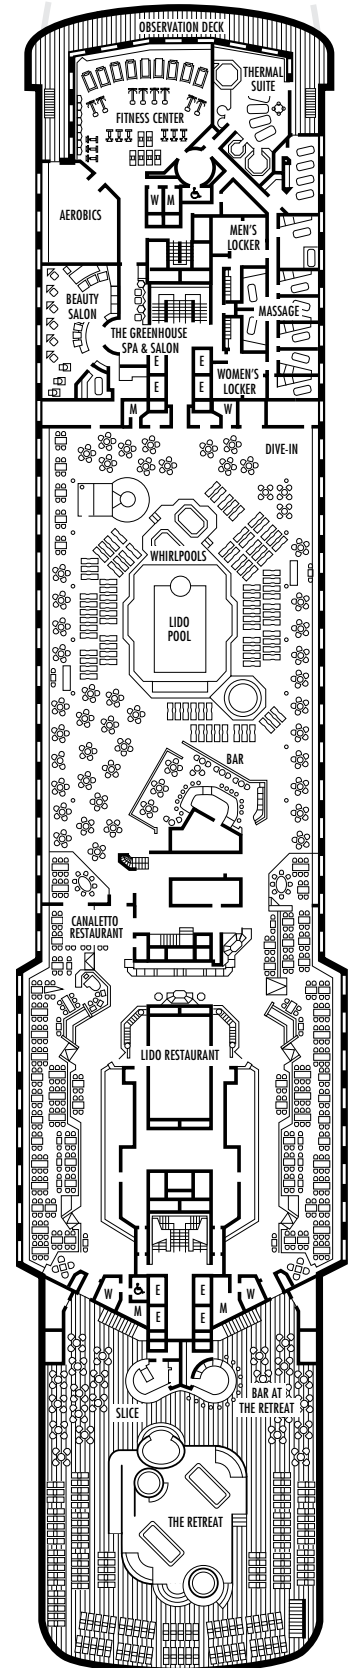 OBSERVATION DECK
THERMAL
SUITE
FITNESS CENTER
W M
AEROBICS
MEN'S
LOCKER
BEAUTY
SALON
MASSAGE
THE GREENHOUSE
SPA & SALON
E E
E E
WOMEN'S
LOCKER
M W
DIVE-IN
WHIRLPOOLS
LIDO
POOL
BAR
CANALETTO
RESTAURANT
LIDO RESTAURANT
W E E W
M E E M
SLICE
BAR AT
THE RETREAT
THE RETREAT